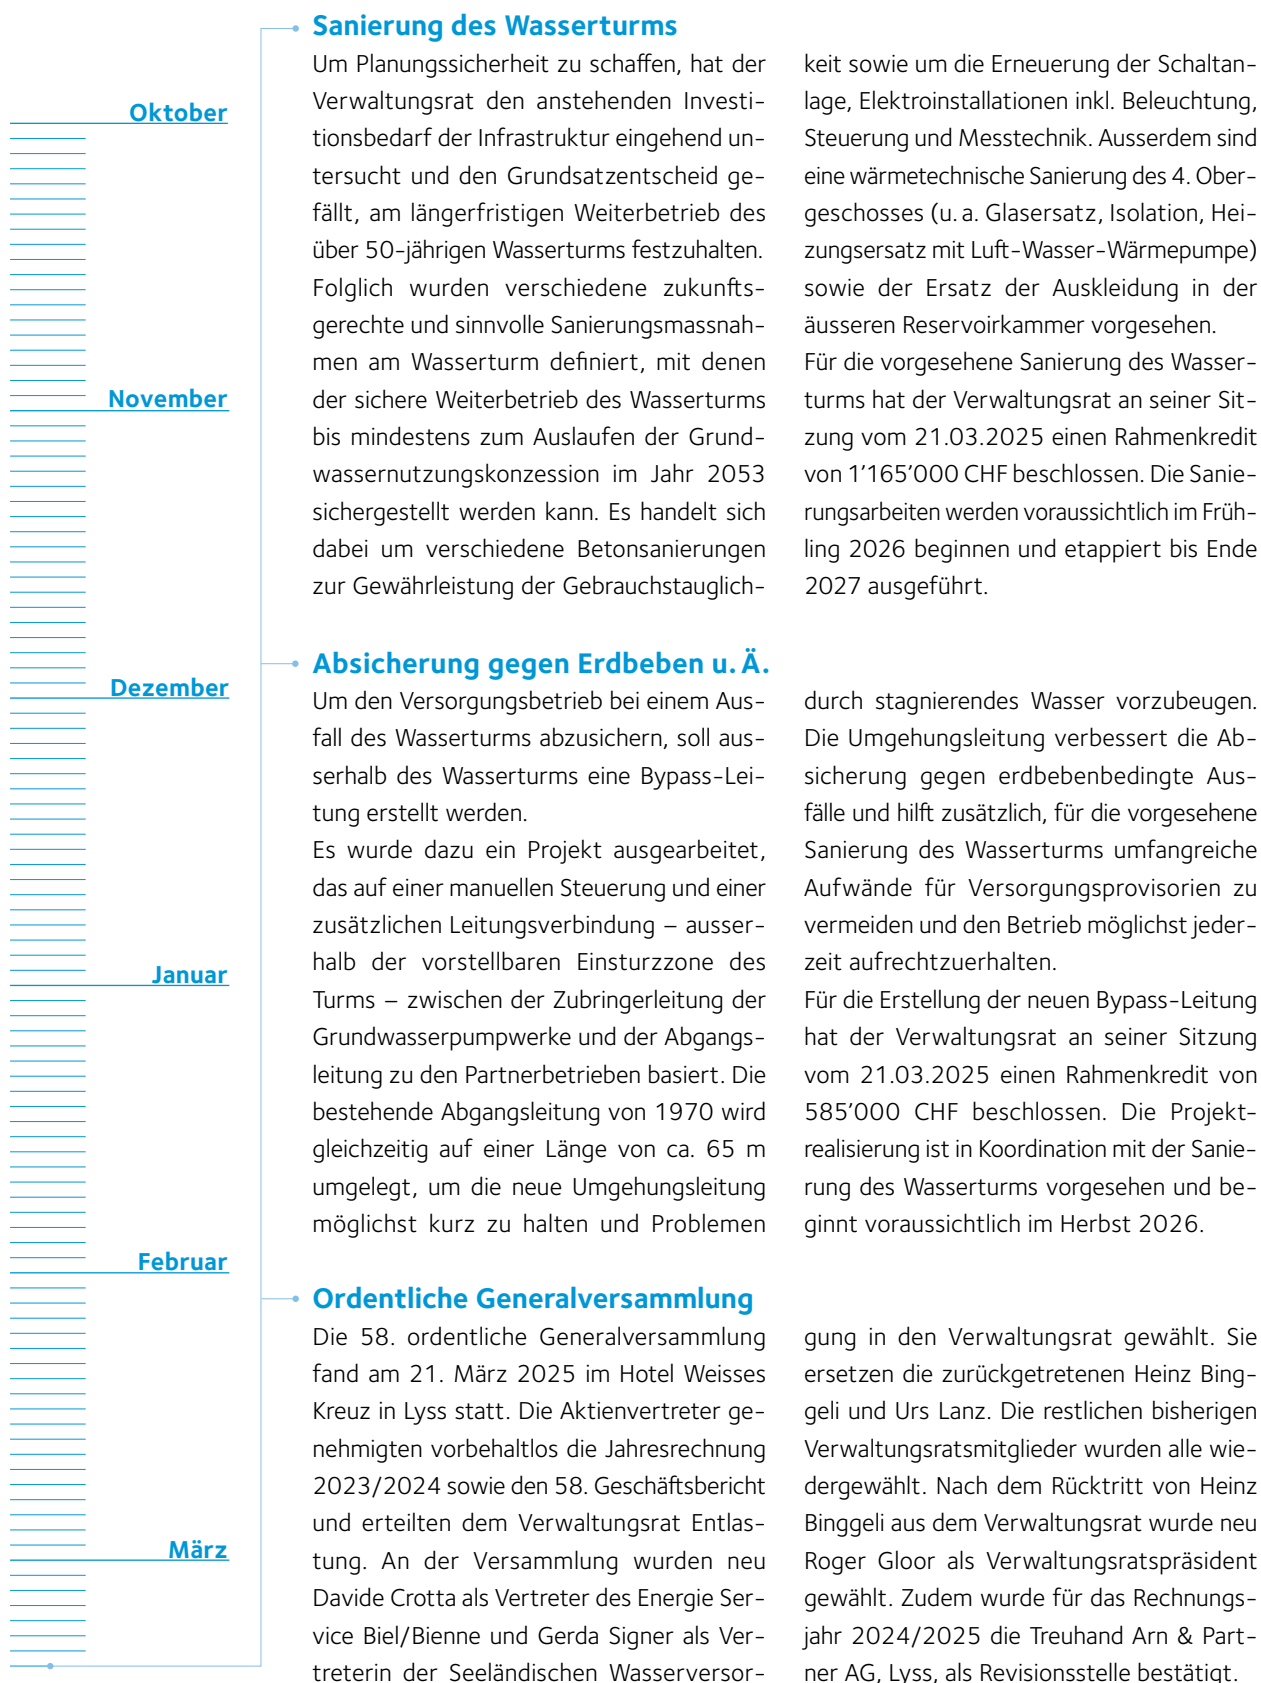 Oktober
November
Dezember
Januar
Februar
März
Sanierung des Wasserturms
Um Planungssicherheit zu schaffen, hat der
Verwaltungsrat den anstehenden Investi-
tionsbedarf der Infrastruktur eingehend un-
tersucht und den Grundsatzentscheid ge-
fällt, am längerfristigen Weiterbetrieb des
über 50-jährigen Wasserturms festzuhalten.
Folglich wurden verschiedene zukunfts-
gerechte und sinnvolle Sanierungsmassnah-
men am Wasserturm definiert, mit denen
der sichere Weiterbetrieb des Wasserturms
bis mindestens zum Auslaufen der Grund-
wassernutzungskonzession im Jahr 2053
sichergestellt werden kann. Es handelt sich
dabei um verschiedene Betonsanierungen
zur Gewährleistung der Gebrauchstauglich-
keit sowie um die Erneuerung der Schaltan-
lage, Elektroinstallationen inkl. Beleuchtung,
Steuerung und Messtechnik. Ausserdem sind
eine wärmetechnische Sanierung des 4. Ober-
geschosses (u. a. Glasersatz, Isolation, Hei-
zungsersatz mit Luft-Wasser-Wärmepumpe)
sowie der Ersatz der Auskleidung in der
äusseren Reservoirkammer vorgesehen.
Für die vorgesehene Sanierung des Wasser-
turms hat der Verwaltungsrat an seiner Sit-
zung vom 21.03.2025 einen Rahmenkredit
von 1’165’000 CHF beschlossen. Die Sanie-
rungsarbeiten werden voraussichtlich im Früh-
ling 2026 beginnen und etappiert bis Ende
2027 ausgeführt.
Absicherung gegen Erdbeben u. Ä.
Um den Versorgungsbetrieb bei einem Aus-
fall des Wasserturms abzusichern, soll aus-
serhalb des Wasserturms eine Bypass-Lei-
tung erstellt werden.
Es wurde dazu ein Projekt ausgearbeitet,
das auf einer manuellen Steuerung und einer
zusätzlichen Leitungsverbindung – ausser-
halb der vorstellbaren Einsturzzone des
Turms – zwischen der Zubringerleitung der
Grundwasserpumpwerke und der Abgangs-
leitung zu den Partnerbetrieben basiert. Die
bestehende Abgangsleitung von 1970 wird
gleichzeitig auf einer Länge von ca. 65 m
umgelegt, um die neue Umgehungsleitung
möglichst kurz zu halten und Problemen
durch stagnierendes Wasser vorzubeugen.
Die Umgehungsleitung verbessert die Ab-
sicherung gegen erdbebenbedingte Aus-
fälle und hilft zusätzlich, für die vorgesehene
Sanierung des Wasserturms umfangreiche
Aufwände für Versorgungsprovisorien zu
vermeiden und den Betrieb möglichst jeder-
zeit aufrechtzuerhalten.
Für die Erstellung der neuen Bypass-Leitung
hat der Verwaltungsrat an seiner Sitzung
vom 21.03.2025 einen Rahmenkredit von
585’000 CHF beschlossen. Die Projekt-
realisierung ist in Koordination mit der Sanie-
rung des Wasserturms vorgesehen und be-
ginnt voraussichtlich im Herbst 2026.
Ordentliche Generalversammlung
Die 58. ordentliche Generalversammlung
fand am 21. März 2025 im Hotel Weisses
Kreuz in Lyss statt. Die Aktienvertreter ge-
nehmigten vorbehaltlos die Jahresrechnung
2023/2024 sowie den 58. Geschäftsbericht
und erteilten dem Verwaltungsrat Entlas-
tung. An der Versammlung wurden neu
Davide Crotta als Vertreter des Energie Ser-
vice Biel/Bienne und Gerda Signer als Ver-
treterin der Seeländischen Wasserversor-
gung in den Verwaltungsrat gewählt. Sie
ersetzen die zurückgetretenen Heinz Bing-
geli und Urs Lanz. Die restlichen bisherigen
Verwaltungsratsmitglieder wurden alle wie-
dergewählt. Nach dem Rücktritt von Heinz
Binggeli aus dem Verwaltungsrat wurde neu
Roger Gloor als Verwaltungsratspräsident
gewählt. Zudem wurde für das Rechnungs-
jahr 2024/2025 die Treuhand Arn & Part-
ner AG, Lyss, als Revisionsstelle bestätigt.